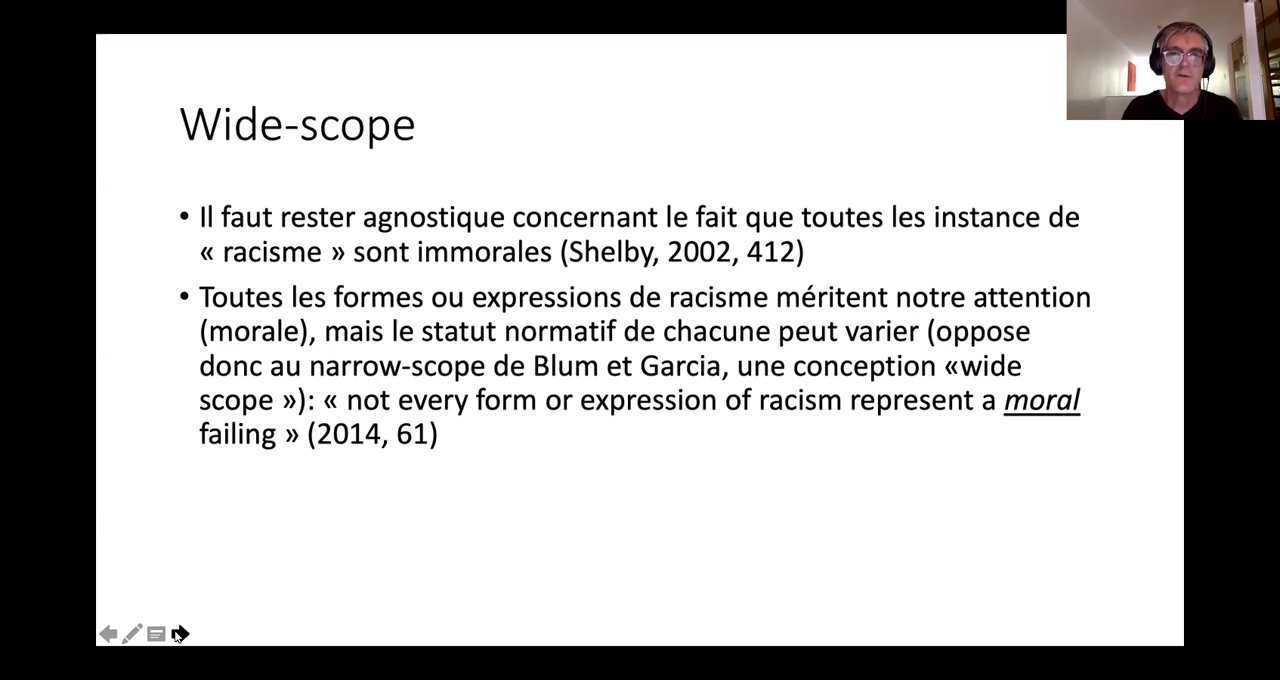 Wide-scope
• Il faut rester agnostique concernant le fait que toutes les instance de
« racisme » sont immorales (Shelby, 2002, 412)
• Toutes les formes ou expressions de racisme méritent notre attention
(morale), mais le statut normatif de chacune peut varier (oppose
donc au narrow-scope de Blum et Garcia, une conception «wide
scope »): « not every form or expression of racism represent a moral
failing » (2014, 61)